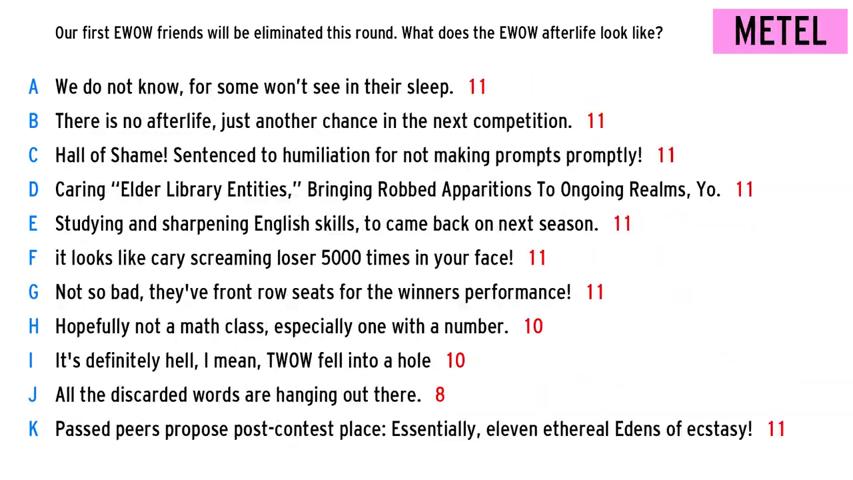 Our first EWOW friends will be eliminated this round. What does the EWOW afterlife look like?
METEL
A We do not know, for some won't see in their sleep. 11
B There is no afterlife, just another chance in the next competition. 11
C Hall of Shame! Sentenced to humiliation for not making prompts promptly! 11
D Caring “Elder Library Entities,” Bringing Robbed Apparitions To Ongoing Realms, Yo. 11
E Studying and sharpening English skills, to came back on next season. 11
F it looks like cary screaming loser 5000 times in your face! 11
G Not so bad, they've front row seats for the winners performance! 11
H Hopefully not a math class, especially one with a number. 10
I It's definitely hell, I mean, TWOW fell into a hole 10
J All the discarded words are hanging out there. 8
K Passed peers propose post-contest place: Essentially, eleven ethereal Edens of ecstasy! 11